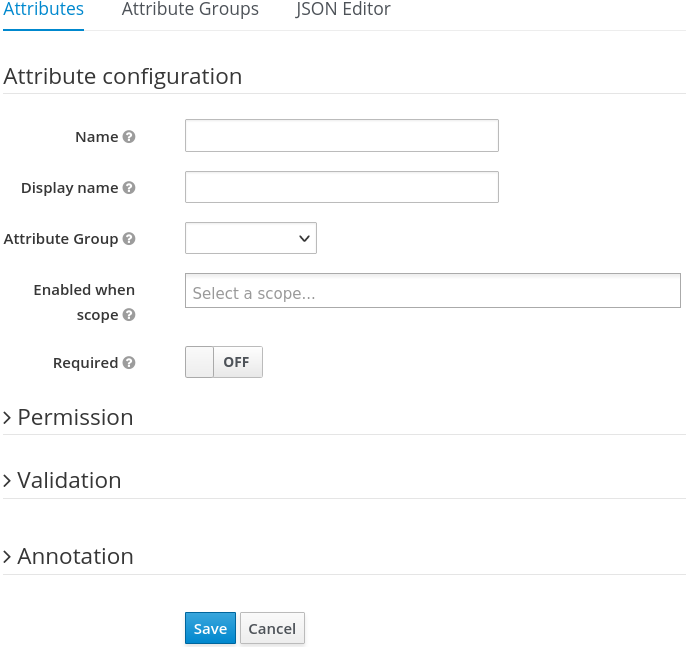 Attributes Attribute Groups JSON Editor
Attribute configuration
Name
Display name
Attribute Group
Enabled when
scope
Select a scope...
Required
OFF
Permission
Validation
Annotation
Save Cancel